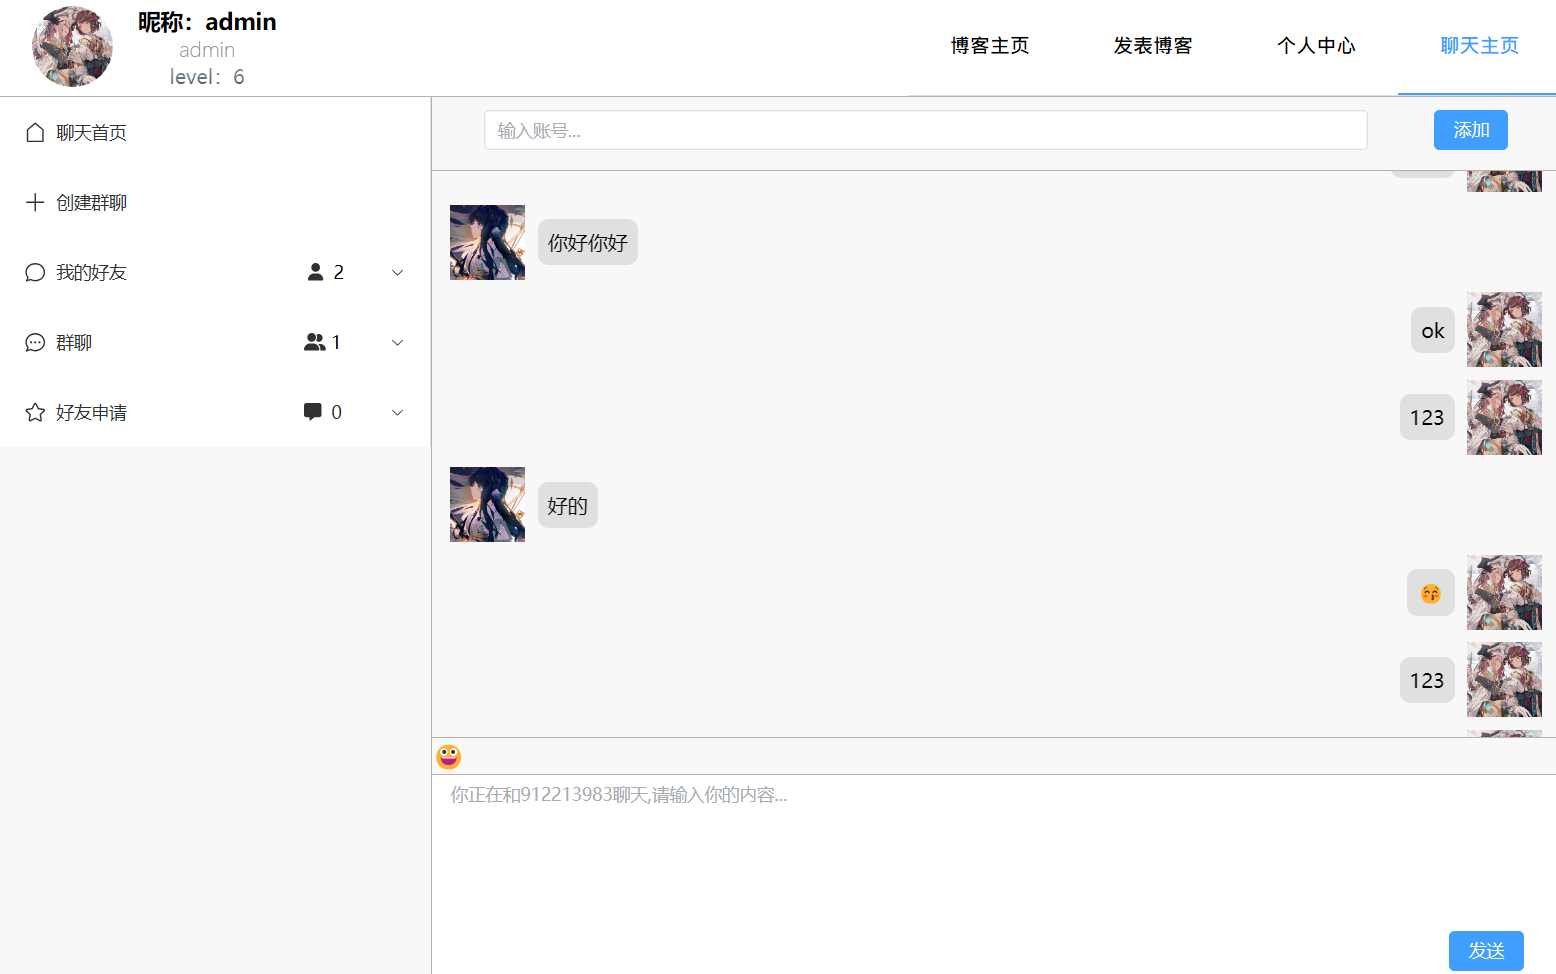 昵称：admin
admin
level：6
博客主页
发表博客
个人中心
聊天主页
聊天首页
创建群聊
我的好友 2
群聊 1
好友申请 0
输入账号...
添加
你好你好
ok
123
好的
😚
123
你正在和912213983聊天,请输入你的内容...
发送